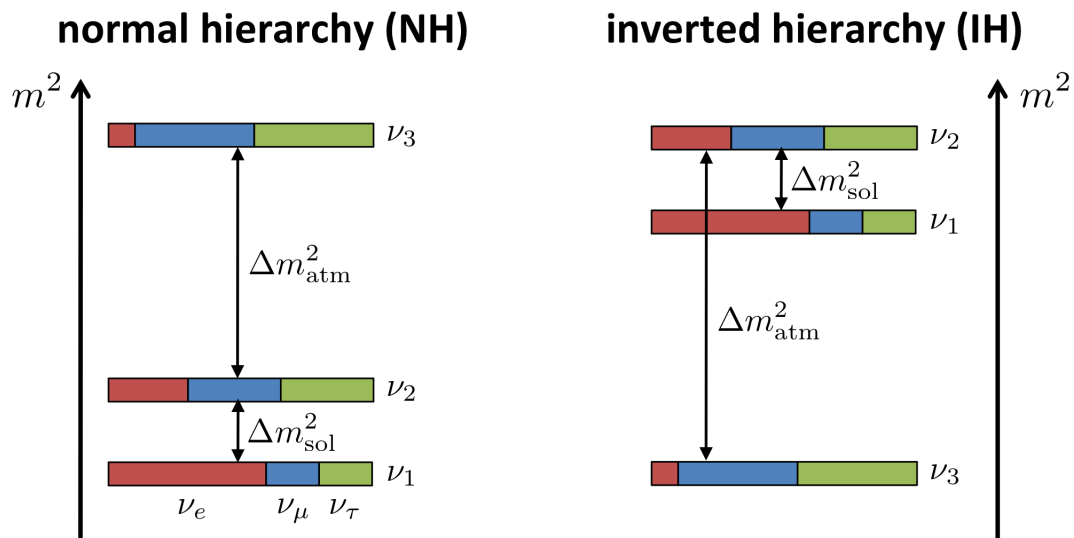 normal hierarchy (NH)
inverted hierarchy (IH)
m²
ν₃
Δm²atm
ν₂
Δm²sol
ν₁
νₑ νμ ντ
m²
ν₂
Δm²sol
ν₁
Δm²atm
ν₃